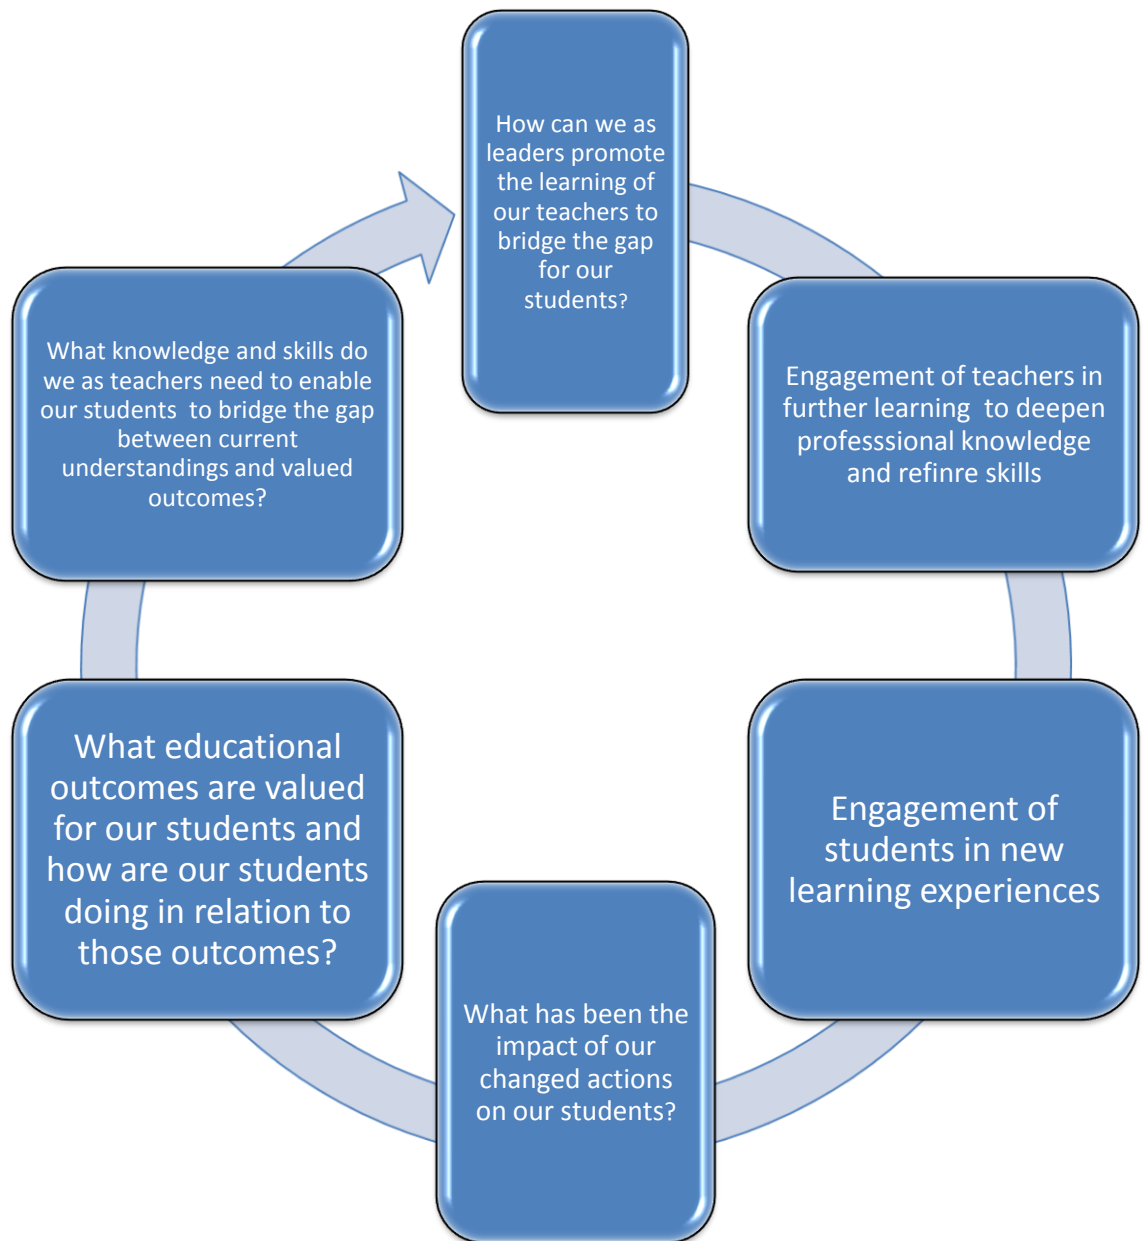 How can we as
leaders promote
the learning of
our teachers to
bridge the gap
for our
students?
Engagement of teachers in
further learning  to deepen
professsional knowledge
and refinre skills
Engagement of
students in new
learning experiences
What has been the
impact of our
changed actions
on our students?
What educational
outcomes are valued
for our students and
how are our students
doing in relation to
those outcomes?
What knowledge and skills do
we as teachers need to enable
our students  to bridge the gap
between current
understandings and valued
outcomes?